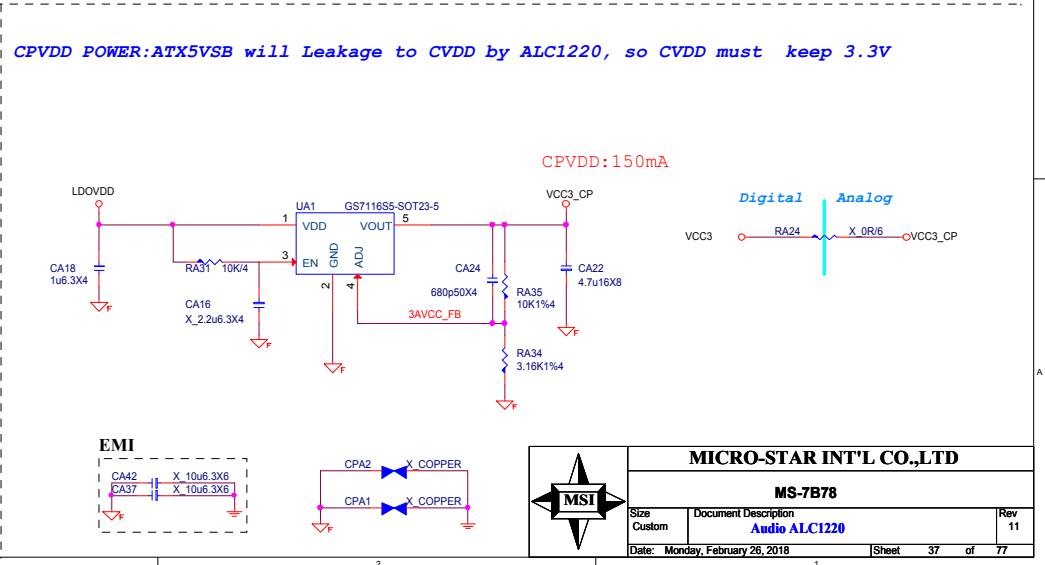 CPVDD POWER:ATX5VSB will Leakage to CVDD by ALC1220, so CVDD must keep 3.3V
CPVDD:150mA
LDOVDD
VCC3_CP
UA1
GS7116S5-SOT23-5
1
VDD
VOUT
5
3
EN
GND
ADJ
2
4
CA18
1u6.3X4
RA31
10K/4
CA16
X_2.2u6.3X4
CA24
680p50X4
RA35
10K1%4
CA22
4.7u16X8
3AVCC_FB
RA34
3.16K1%4
F
F
F
F
F
Digital
Analog
VCC3
RA24
X_0R/6
VCC3_CP
A
EMI
CA42
X_10u6.3X6
CA37
X_10u6.3X6
F
CPA2
X_COPPER
CPA1
X_COPPER
F
MSI
MICRO-STAR INT'L CO.,LTD
MS-7B78
Size
Custom
Document Description
Audio ALC1220
Rev
11
Date: Monday, February 26, 2018
Sheet 37 of 77
1